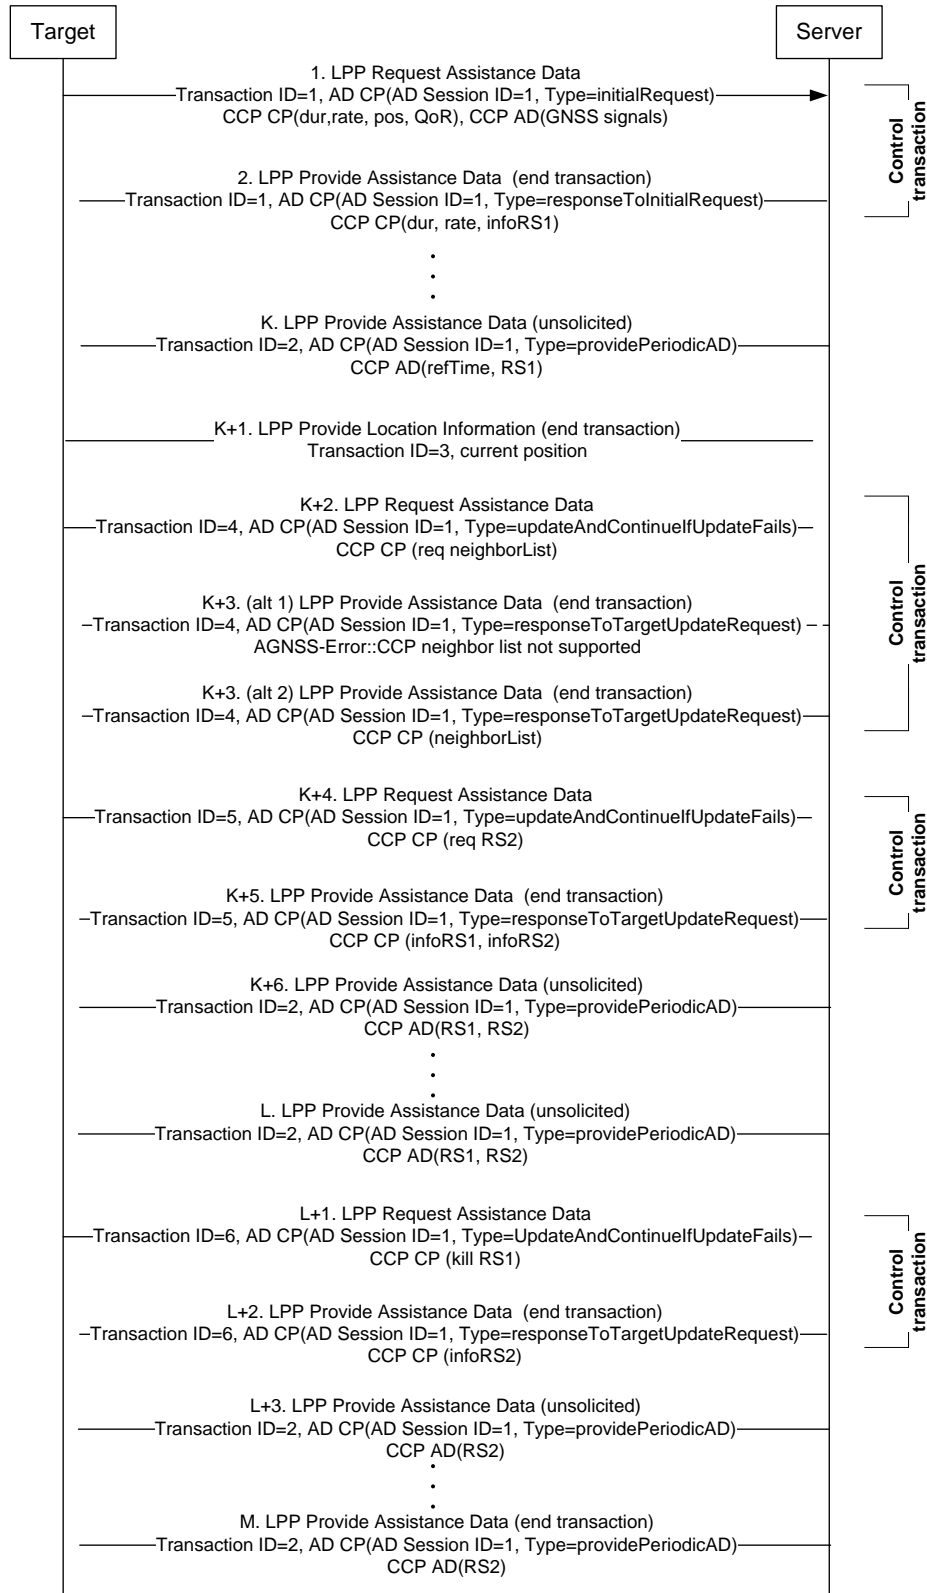 Target
Server
1. LPP Request Assistance Data
Transaction ID=1, AD CP(AD Session ID=1, Type=initialRequest)
CCP CP(dur,rate, pos, QoR), CCP AD(GNSS signals)
Control
transaction
2. LPP Provide Assistance Data (end transaction)
Transaction ID=1, AD CP(AD Session ID=1, Type=responseToInitialRequest)
CCP CP(dur, rate, infoRS1)
K. LPP Provide Assistance Data (unsolicited)
Transaction ID=2, AD CP(AD Session ID=1, Type=providePeriodicAD)
CCP AD(refTime, RS1)
K+1. LPP Provide Location Information (end transaction)
Transaction ID=3, current position
K+2. LPP Request Assistance Data
Transaction ID=4, AD CP(AD Session ID=1, Type=updateAndContinueIfUpdateFails)
CCP CP (req neighborList)
Control
transaction
K+3. (alt 1) LPP Provide Assistance Data (end transaction)
Transaction ID=4, AD CP(AD Session ID=1, Type=responseToTargetUpdateRequest)
AGNSS-Error::CCP neighbor list not supported
K+3. (alt 2) LPP Provide Assistance Data (end transaction)
Transaction ID=4, AD CP(AD Session ID=1, Type=responseToTargetUpdateRequest)
CCP CP (neighborList)
K+4. LPP Request Assistance Data
Transaction ID=5, AD CP(AD Session ID=1, Type=updateAndContinueIfUpdateFails)
CCP CP (req RS2)
Control
transaction
K+5. LPP Provide Assistance Data (end transaction)
Transaction ID=5, AD CP(AD Session ID=1, Type=responseToTargetUpdateRequest)
CCP CP (infoRS1, infoRS2)
K+6. LPP Provide Assistance Data (unsolicited)
Transaction ID=2, AD CP(AD Session ID=1, Type=providePeriodicAD)
CCP AD(RS1, RS2)
L. LPP Provide Assistance Data (unsolicited)
Transaction ID=2, AD CP(AD Session ID=1, Type=providePeriodicAD)
CCP AD(RS1, RS2)
L+1. LPP Request Assistance Data
Transaction ID=6, AD CP(AD Session ID=1, Type=UpdateAndContinueIfUpdateFails)
CCP CP (kill RS1)
Control
transaction
L+2. LPP Provide Assistance Data (end transaction)
Transaction ID=6, AD CP(AD Session ID=1, Type=responseToTargetUpdateRequest)
CCP CP (infoRS2)
L+3. LPP Provide Assistance Data (unsolicited)
Transaction ID=2, AD CP(AD Session ID=1, Type=providePeriodicAD)
CCP AD(RS2)
M. LPP Provide Assistance Data (end transaction)
Transaction ID=2, AD CP(AD Session ID=1, Type=providePeriodicAD)
CCP AD(RS2)